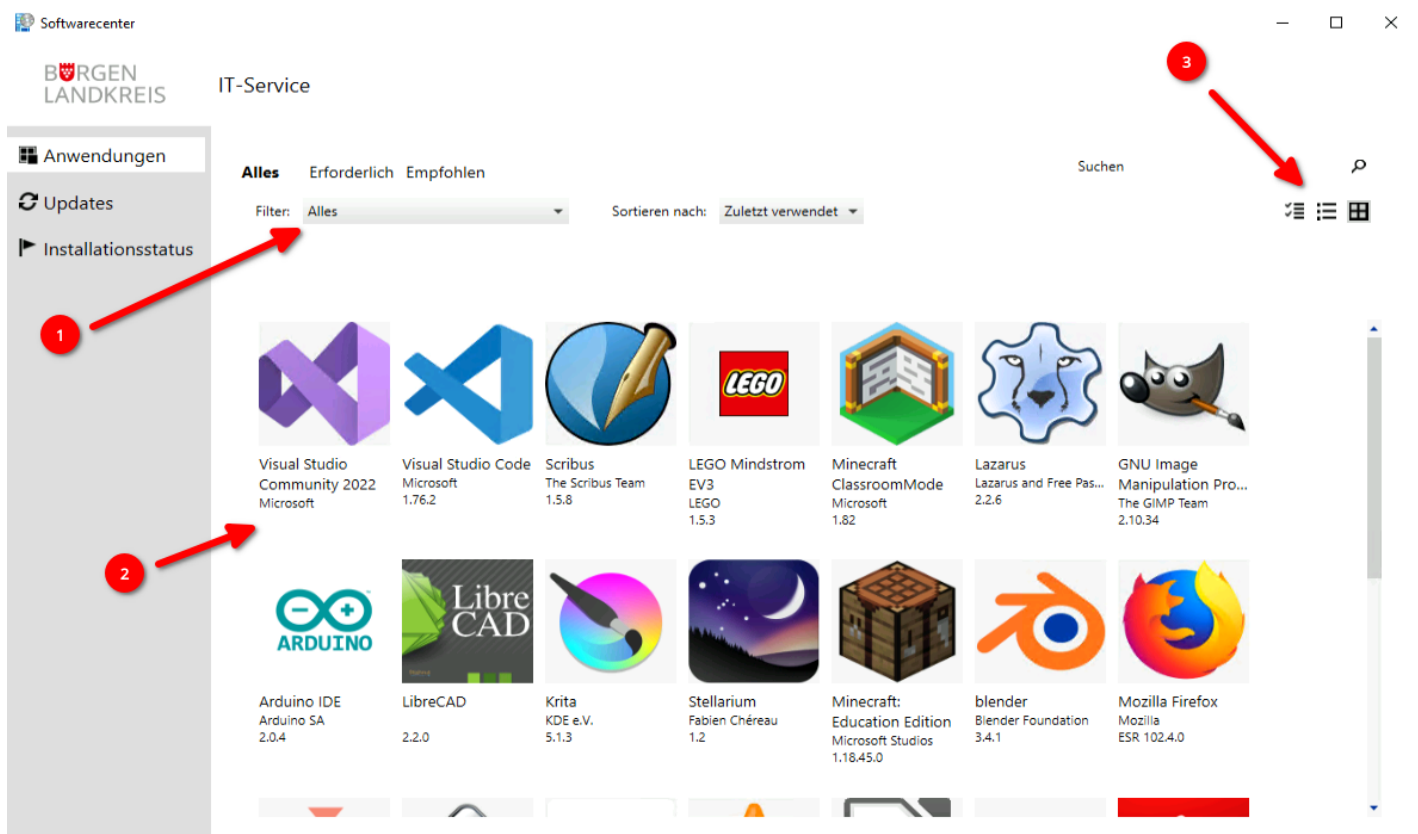 Softwarecenter
BURGEN
LANDKREIS
IT-Service
3
Anwendungen
Updates
Installationsstatus
Alles Erforderlich Empfohlen
Suchen
Filter: Alles Sortieren nach: Zuletzt verwendet
1
2
LEGO
Visual Studio
Community 2022
Microsoft
Visual Studio Code
Microsoft
1.76.2
Scribus
The Scribus Team
1.5.8
LEGO Mindstrom
EV3
LEGO
1.5.3
Minecraft
ClassroomMode
Microsoft
1.82
Lazarus
Lazarus and Free Pas...
2.2.6
GNU Image
Manipulation Pro...
The GIMP Team
2.10.34
ARDUINO
Libre
CAD
Arduino IDE
Arduino SA
2.0.4
LibreCAD
2.2.0
Krita
KDE e.V.
5.1.3
Stellarium
Fabien Chéreau
1.2
Minecraft:
Education Edition
Microsoft Studios
1.18.45.0
blender
Blender Foundation
3.4.1
Mozilla Firefox
Mozilla
ESR 102.4.0